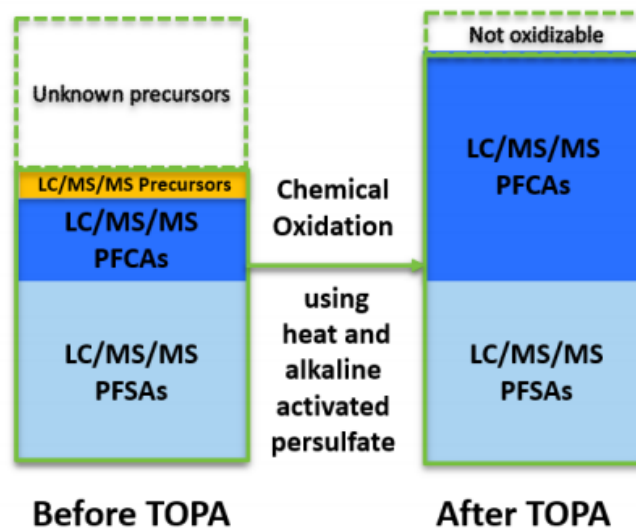 Unknown precursors
LC/MS/MS Precursors
LC/MS/MS
PFCAs
LC/MS/MS
PFSAs
Before TOPA
Chemical
Oxidation
using
heat and
alkaline
activated
persulfate
Not oxidizable
LC/MS/MS
PFCAs
LC/MS/MS
PFSAs
After TOPA